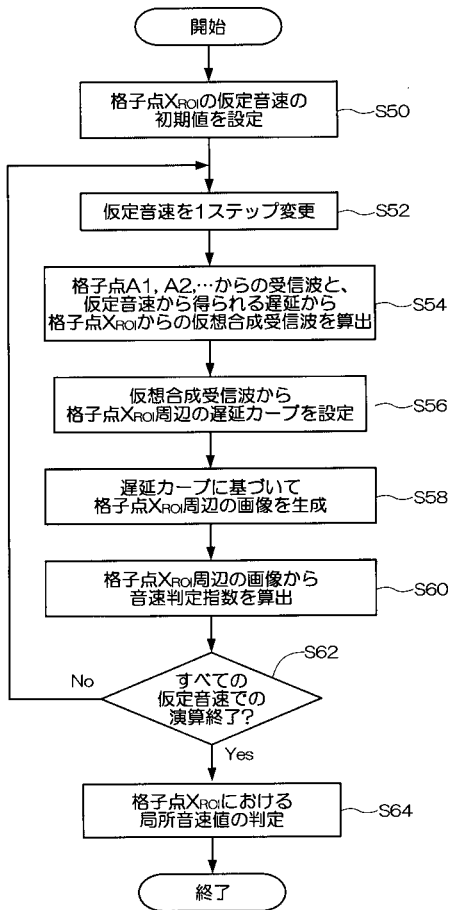 開始
格子点XROIの仮定音速の
初期値を設定
S50
仮定音速を1ステップ変更
S52
格子点A1, A2,…からの受信波と、
仮定音速から得られる遅延から
格子点XROIからの仮想合成受信波を算出
S54
仮想合成受信波から
格子点XROI周辺の遅延カーブを設定
S56
遅延カーブに基づいて
格子点XROI周辺の画像を生成
S58
格子点XROI周辺の画像から
音速判定指数を算出
S60
S62
No
すべての
仮定音速での
演算終了?
Yes
格子点XROIにおける
局所音速値の判定
S64
終了